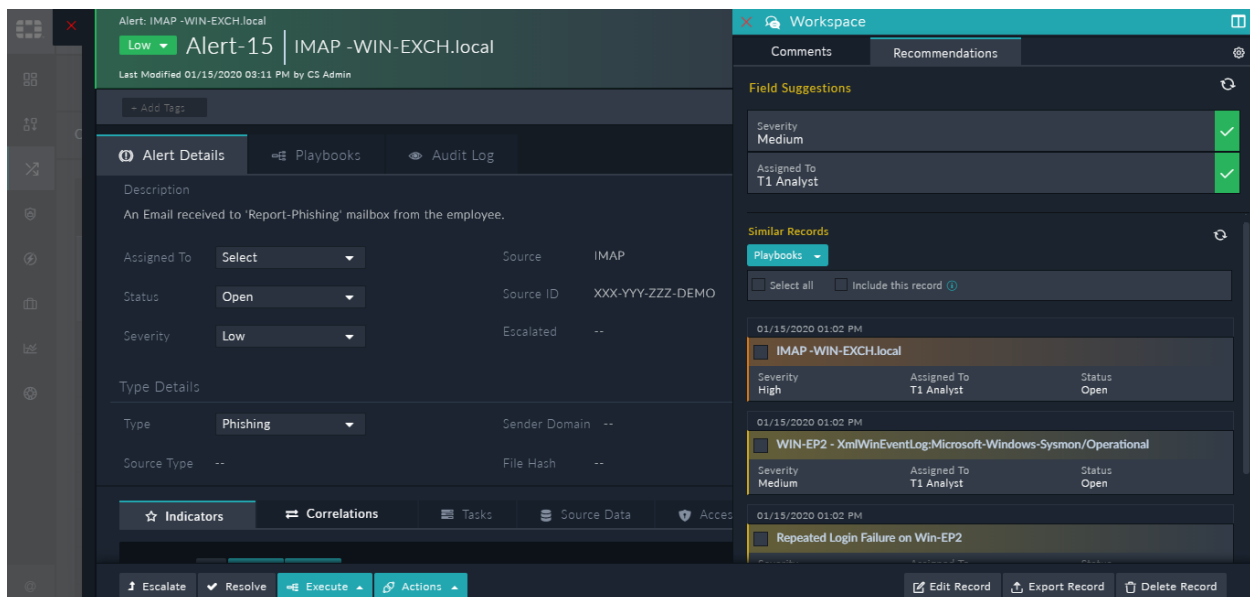 Alert: IMAP -WIN-EXCH.local
Low Alert-15 IMAP -WIN-EXCH.local
Last Modified 01/15/2020 03:11 PM by CS Admin
+ Add Tags
Alert Details Playbooks Audit Log
Description
An Email received to 'Report-Phishing' mailbox from the employee.
Assigned To Select Source IMAP
Status Open Source ID XXX-YYY-ZZZ-DEMO
Severity Low Escalated --
Type Details
Type Phishing Sender Domain --
Source Type -- File Hash --
Indicators Correlations Tasks Source Data Acces
Escalate Resolve Execute Actions Edit Record Export Record Delete Record
Workspace
Comments Recommendations
Field Suggestions
Severity
Medium
Assigned To
T1 Analyst
Similar Records
Playbooks
Select all Include this record
01/15/2020 01:02 PM
IMAP -WIN-EXCH.local
Severity Assigned To Status
High T1 Analyst Open
01/15/2020 01:02 PM
WIN-EP2 - XmlWinEventLog:Microsoft-Windows-Sysmon/Operational
Severity Assigned To Status
Medium T1 Analyst Open
01/15/2020 01:02 PM
Repeated Login Failure on Win-EP2